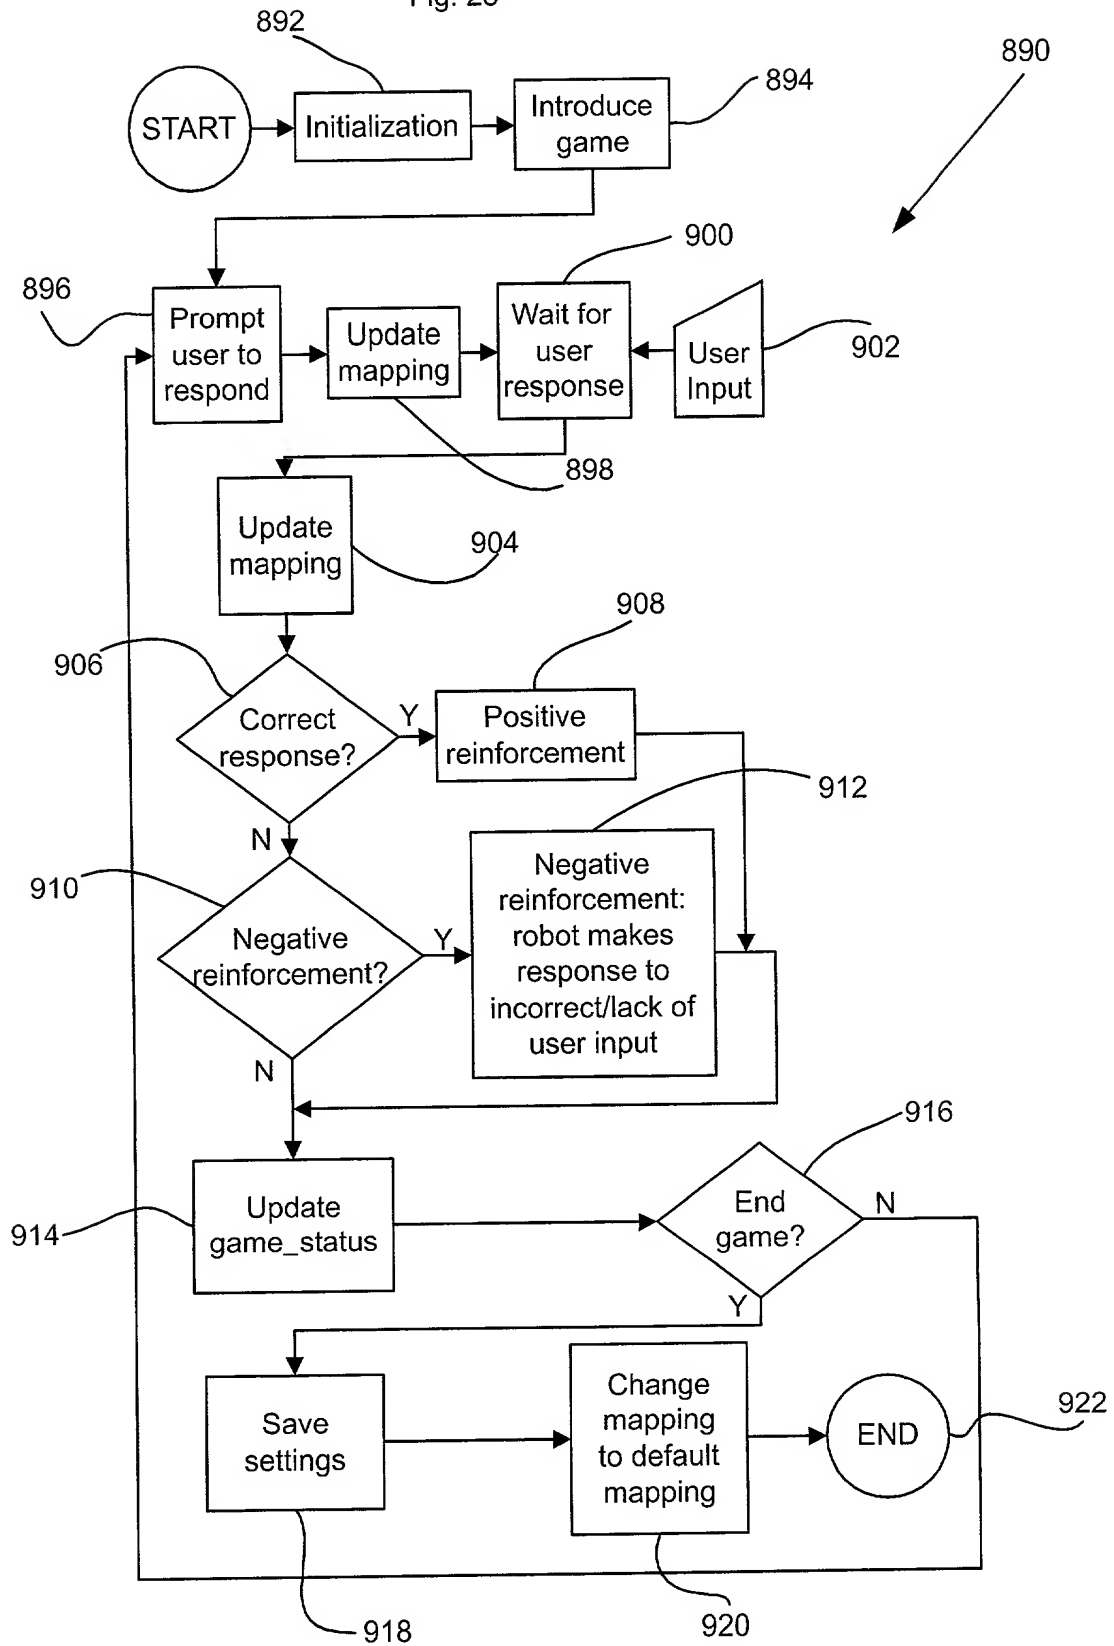 892
890
START
Initialization
Introduce
game
894
900
896
Prompt
user to
respond
Update
mapping
Wait for
user
response
User
Input
902
898
Update
mapping
904
908
906
Correct
response?
Y
Positive
reinforcement
912
N
910
Negative
reinforcement?
Y
Negative
reinforcement:
robot makes
response to
incorrect/lack of
user input
N
916
914
Update
game_status
End
game?
N
Y
Save
settings
Change
mapping
to default
mapping
END
922
918
920